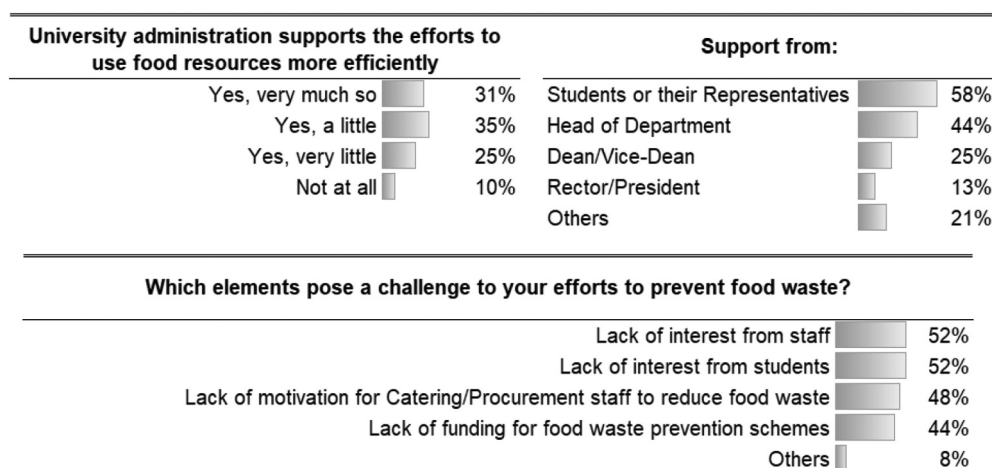 University administration supports the efforts to
use food resources more efficiently
Yes, very much so 31%
Yes, a little 35%
Yes, very little 25%
Not at all 10%
Support from:
Students or their Representatives 58%
Head of Department 44%
Dean/Vice-Dean 25%
Rector/President 13%
Others 21%
Which elements pose a challenge to your efforts to prevent food waste?
Lack of interest from staff 52%
Lack of interest from students 52%
Lack of motivation for Catering/Procurement staff to reduce food waste 48%
Lack of funding for food waste prevention schemes 44%
Others 8%